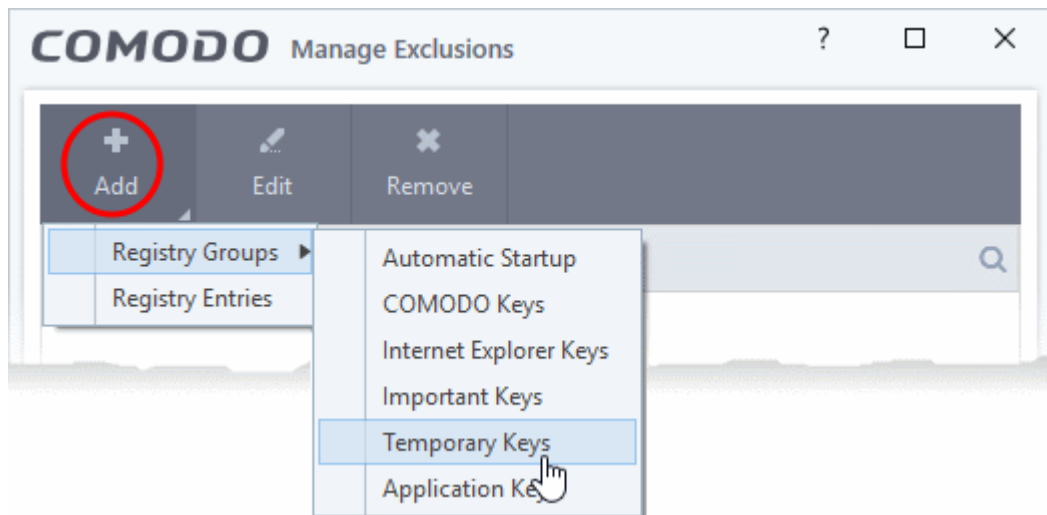 COMODO Manage Exclusions ?
Add Edit Remove
Registry Groups
Registry Entries
Automatic Startup
COMODO Keys
Internet Explorer Keys
Important Keys
Temporary Keys
Application